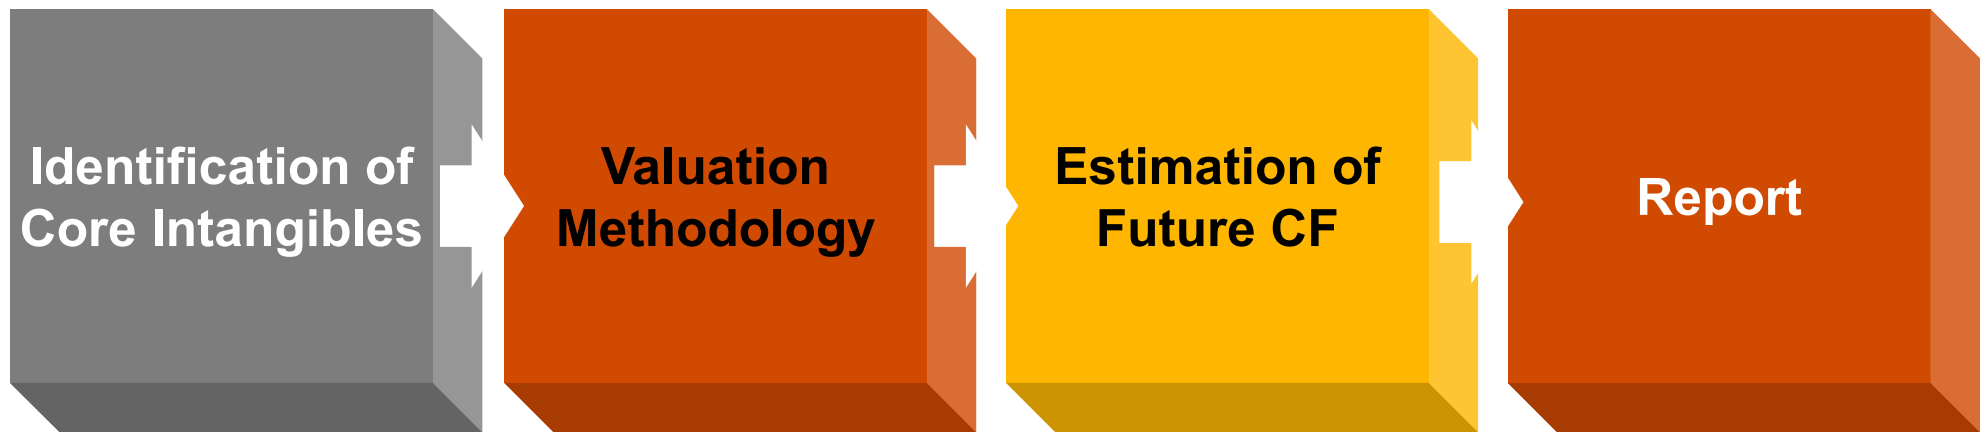 Identification of
Core Intangibles
Valuation
Methodology
Estimation of
Future CF
Report